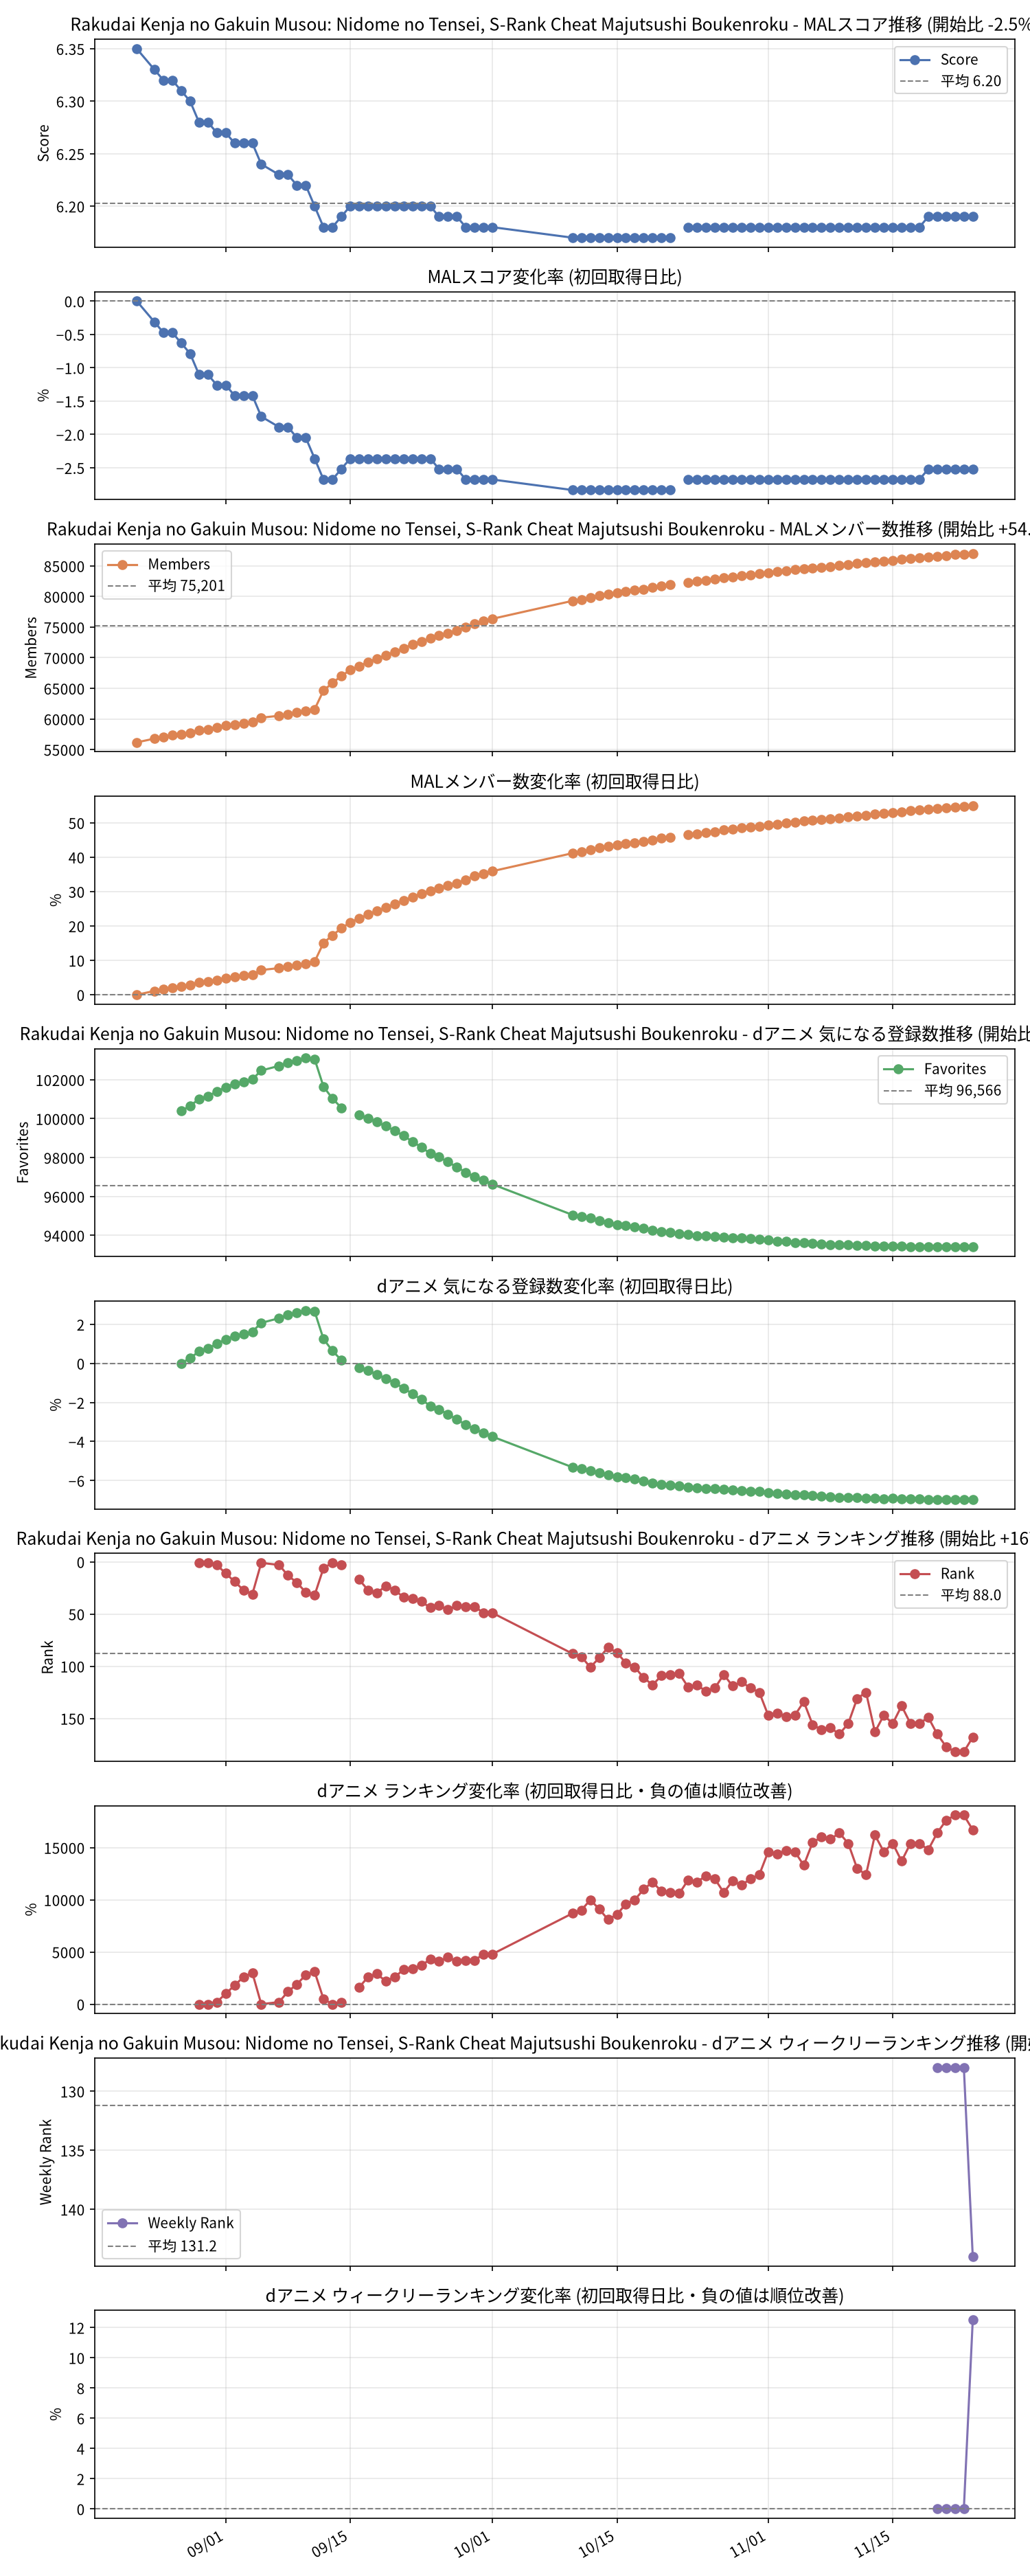 Rakudai Kenja no Gakuin Musou: Nidome no Tensei, S-Rank Cheat Majutsushi Boukenroku - MALスコア推移 (開始比 -2.5%
6.35
6.30
6.25
6.20
Score
Score
平均 6.20
MALスコア変化率 (初回取得日比)
0.0
−0.5
−1.0
−1.5
−2.0
−2.5
%
Rakudai Kenja no Gakuin Musou: Nidome no Tensei, S-Rank Cheat Majutsushi Boukenroku - MALメンバー数推移 (開始比 +54.
85000
80000
75000
70000
65000
60000
55000
Members
Members
平均 75,201
MALメンバー数変化率 (初回取得日比)
50
40
30
20
10
0
%
Rakudai Kenja no Gakuin Musou: Nidome no Tensei, S-Rank Cheat Majutsushi Boukenroku - dアニメ 気になる登録数推移 (開始比
102000
100000
98000
96000
94000
Favorites
Favorites
平均 96,566
dアニメ 気になる登録数変化率 (初回取得日比)
2
0
−2
−4
−6
%
Rakudai Kenja no Gakuin Musou: Nidome no Tensei, S-Rank Cheat Majutsushi Boukenroku - dアニメ ランキング推移 (開始比 +16
0
50
100
150
Rank
Rank
平均 88.0
dアニメ ランキング変化率 (初回取得日比・負の値は順位改善)
15000
10000
5000
0
%
kudai Kenja no Gakuin Musou: Nidome no Tensei, S-Rank Cheat Majutsushi Boukenroku - dアニメ ウィークリーランキング推移 (開
130
135
140
Weekly Rank
Weekly Rank
平均 131.2
dアニメ ウィークリーランキング変化率 (初回取得日比・負の値は順位改善)
12
10
8
6
4
2
0
%
09/01
09/15
10/01
10/15
11/01
11/15